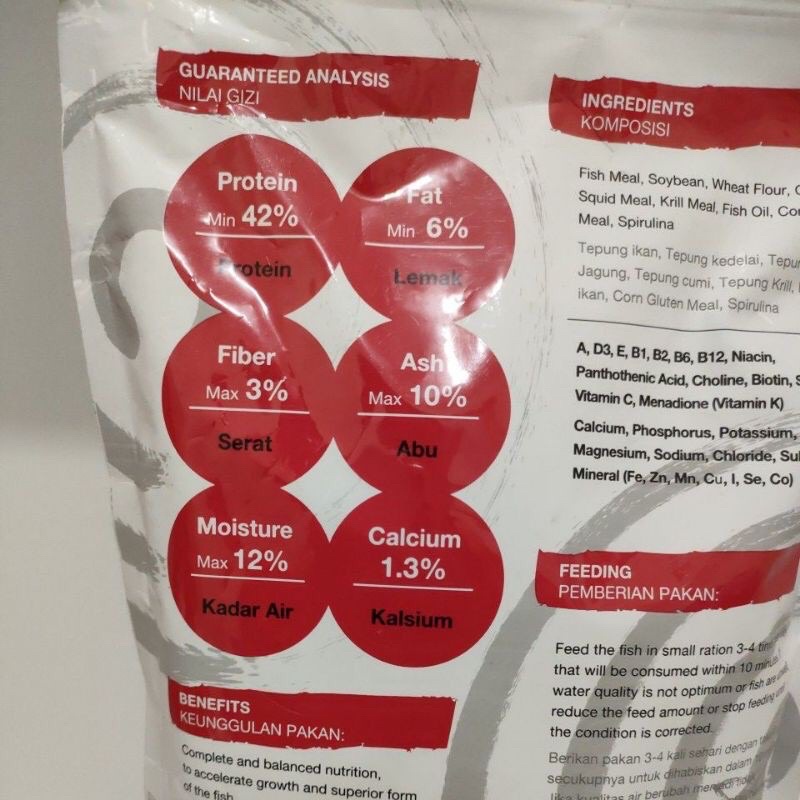 GUARANTEED ANALYSIS
NILAI GIZI
Protein
Min 42%
Protein
Fat
Min 6%
Lemak
Fiber
Max 3%
Serat
Ash
Max 10%
Abu
Moisture
Max 12%
Kadar Air
Calcium
1.3%
Kalsium
BENEFITS
KEUNGGULAN PAKAN:
Complete and balanced nutrition,
to accelerate growth and superior form
of the fish
INGREDIENTS
KOMPOSISI
Fish Meal, Soybean, Wheat Flour,
Squid Meal, Krill Meal, Fish Oil,
Meal, Spirulina
Tepung ikan, Tepung kedelai,
Jagung, Tepung cumi, Tepung Krill,
ikan, Corn Gluten Meal, Spirulina
A, D3, E, B1, B2, B6, B12, Niacin,
Panthothenic Acid, Choline, Biotin,
Vitamin C, Menadione (Vitamin K)
Calcium, Phosphorus, Potassium,
Magnesium, Sodium, Chloride,
Mineral (Fe, Zn, Mn, Cu, I, Se, Co)
FEEDING
PEMBERIAN PAKAN:
Feed the fish in small ration 3-4
that will be consumed within 10
water quality is not optimum or fish are
reduce the feed amount or stop feeding
the condition is corrected.
Berikan pakan 3-4 kali sehari dengan
secukupnya untuk dihabiskan dalam
Jika kualitas air berubah menjadi